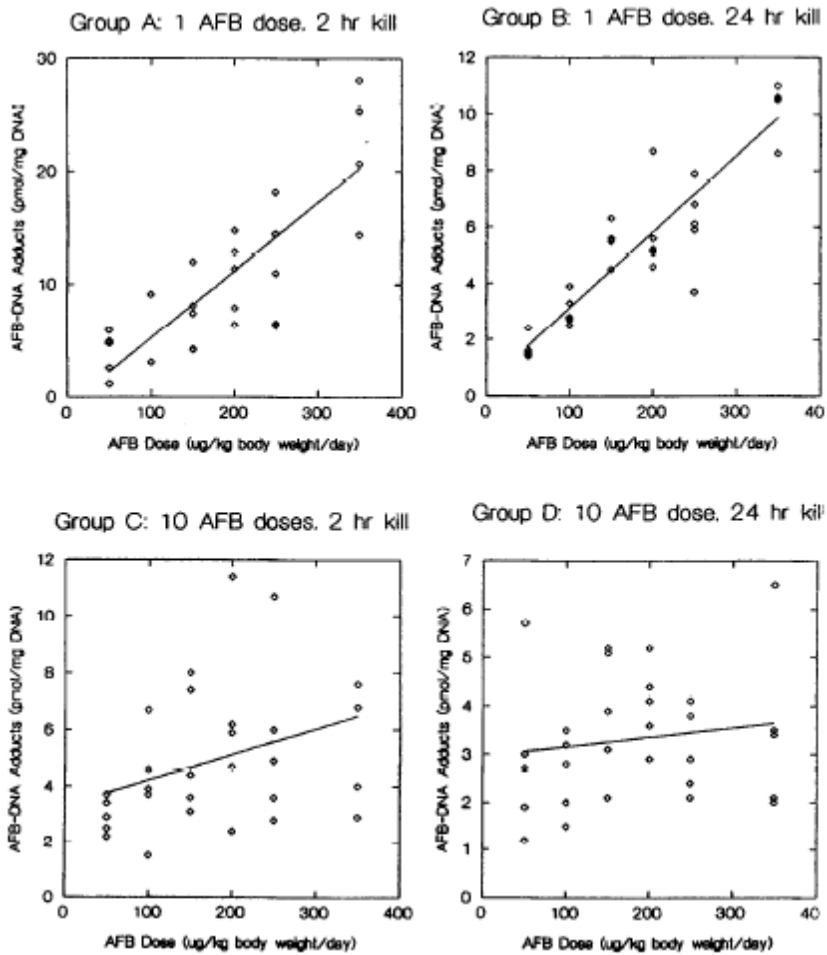 Group A: 1 AFB dose. 2 hr kill
30
20
10
0
0 100 200 300 400
AFB-DNA Adducts (pmol/mg DNA)
AFB Dose (ug/kg body weight/day)
Group B: 1 AFB dose. 24 hr kill
12
10
8
6
4
2
0
0 100 200 300 40
AFB-DNA Adducts (pmol/mg DNA)
AFB Dose (ug/kg body weight/day)
Group C: 10 AFB doses. 2 hr kill
12
10
8
6
4
2
0
0 100 200 300 400
AFB-DNA Adducts (pmol/mg DNA)
AFB Dose (ug/kg body weight/day)
Group D: 10 AFB dose. 24 hr kil
7
6
5
4
3
2
1
0
0 100 200 300 40
AFB-DNA Adducts (pmol/mg DNA)
AFB Dose (ug/kg body weight/day)